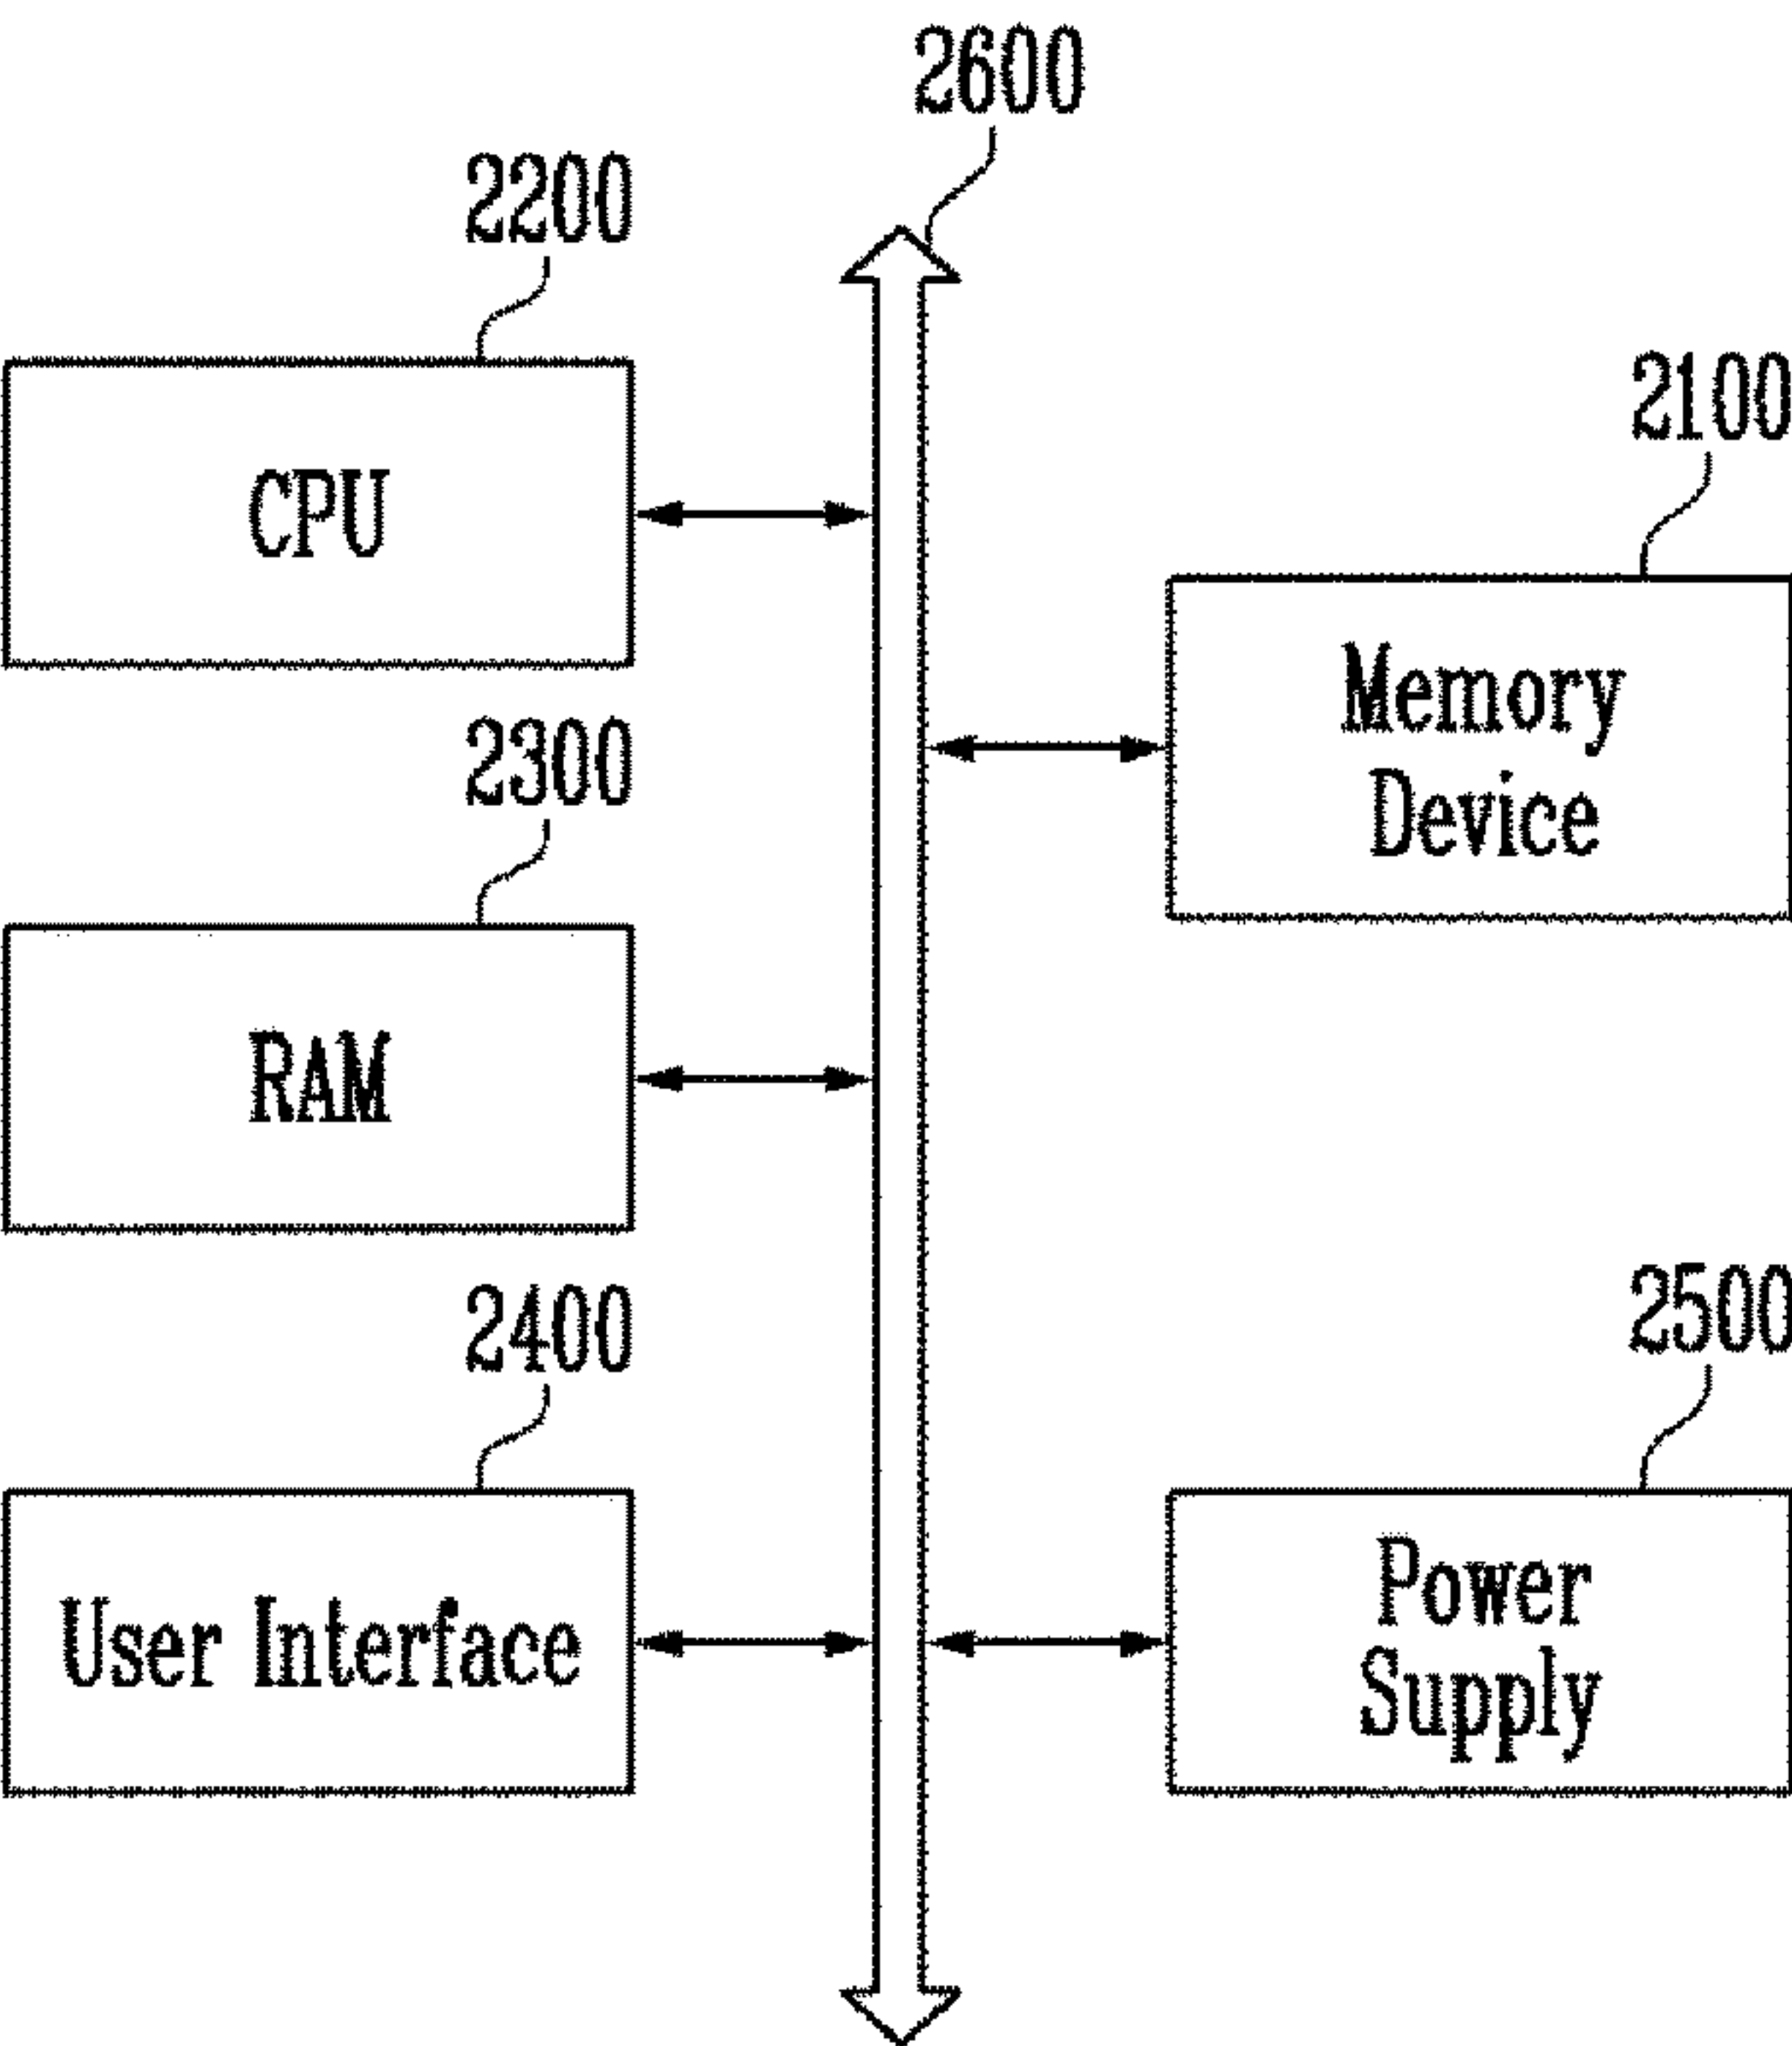 2600
2200
CPU
2100
Memory
Device
2300
RAM
2400
User Interface
2500
Power
Supply